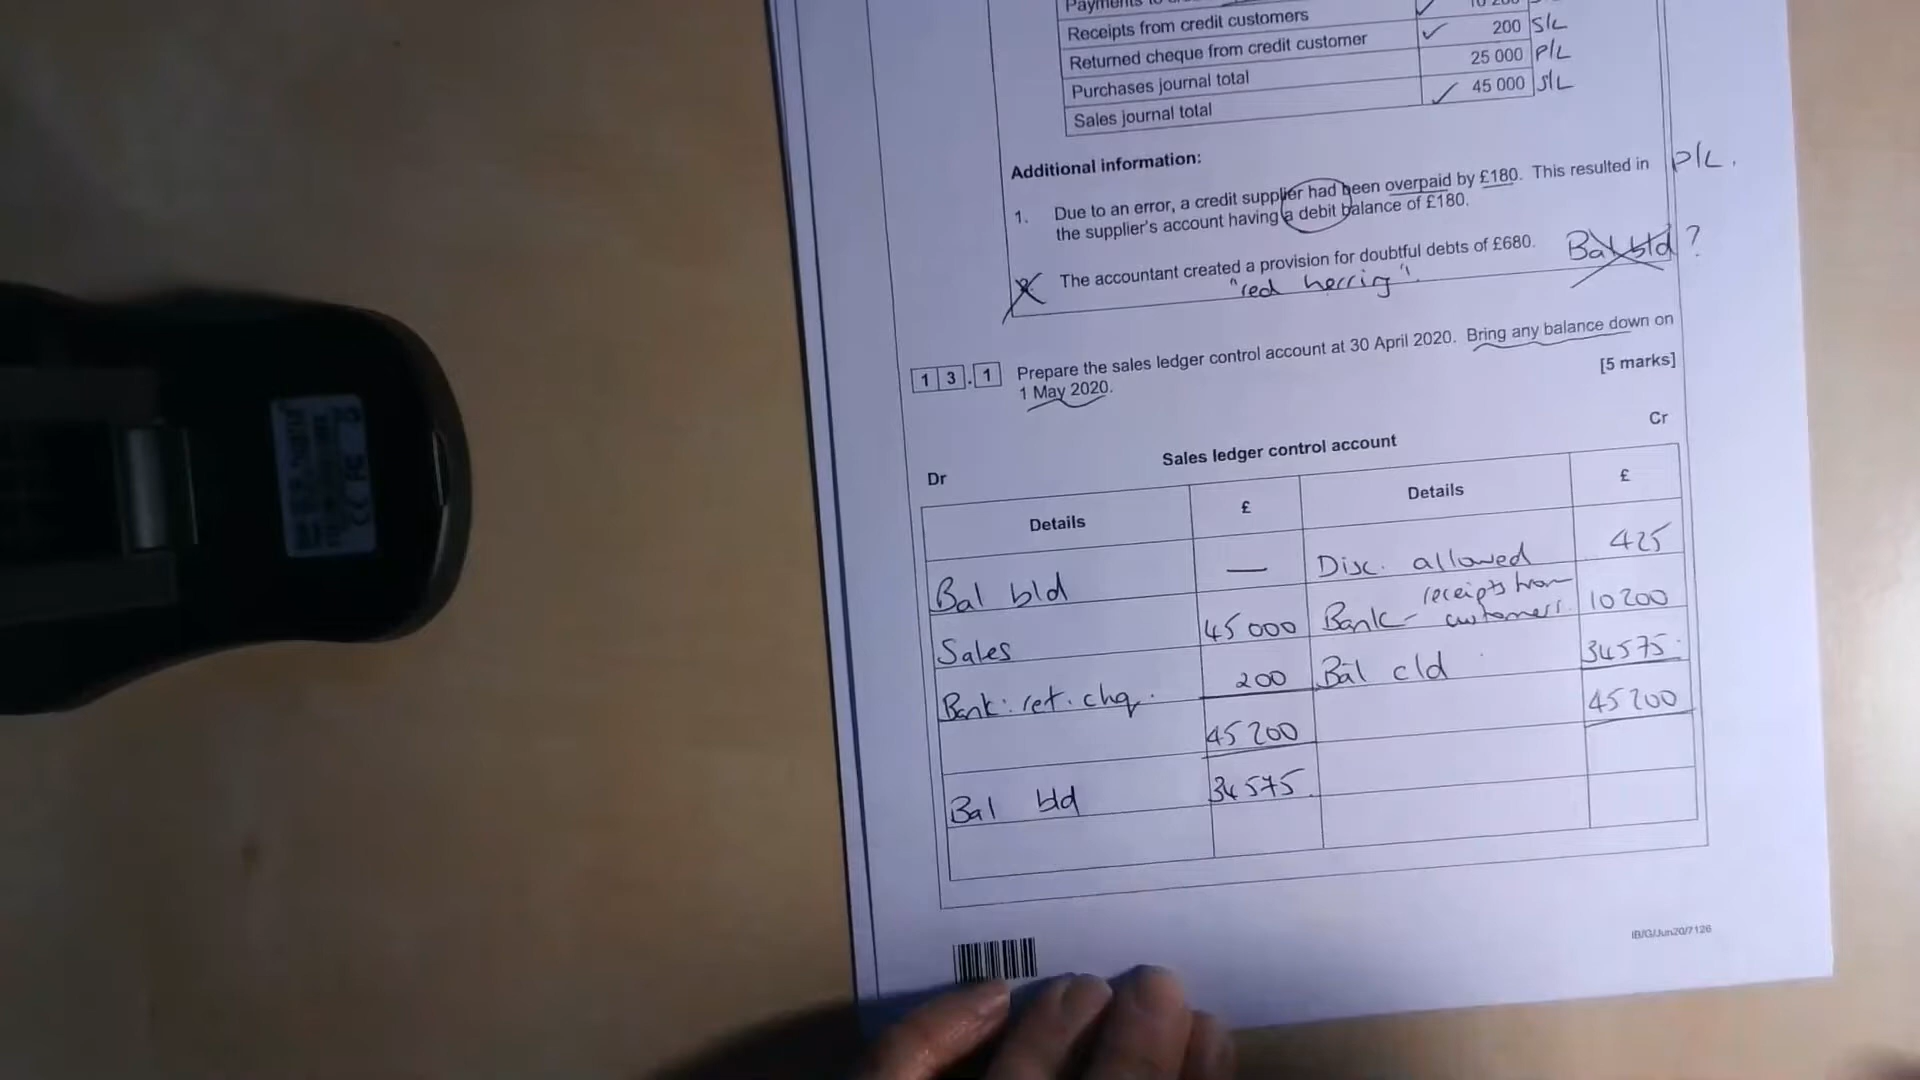 Payments to
Receipts from credit customers 10 200
Returned cheque from credit customer 200 S/L
Purchases journal total 25 000 P/L
Sales journal total 45 000 S/L
Additional information:
1. Due to an error, a credit supplier had been overpaid by £180. This resulted in P/L.
the supplier's account having a debit balance of £180.
The accountant created a provision for doubtful debts of £680. Bal b/d ?
"red herring".
13.1 Prepare the sales ledger control account at 30 April 2020. Bring any balance down on
1 May 2020.
[5 marks]
Sales ledger control account
Dr Cr
Details £ Details £
Bal b/d — Disc. allowed 425
Sales 45 000 Bank - receipts from customers 10 200
Bank: ret. chq. 200 Bal c/d 34 575
45 200 45 200
Bal b/d 34 575
IB/G/Jun20/7126